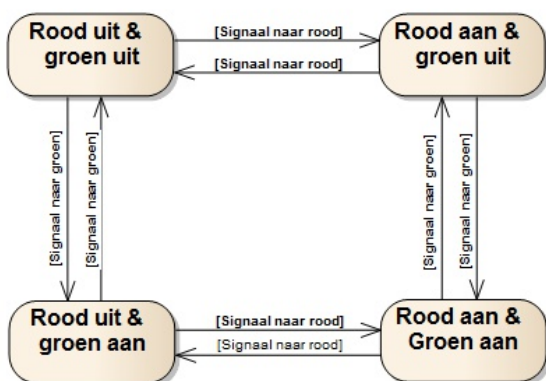 Rood uit &
groen uit
[Signaal naar rood]
[Signaal naar rood]
Rood aan &
groen uit
[Signaal naar groen]
[Signaal naar groen]
[Signaal naar groen]
[Signaal naar groen]
Rood uit &
groen aan
[Signaal naar rood]
[Signaal naar rood]
Rood aan &
Groen aan